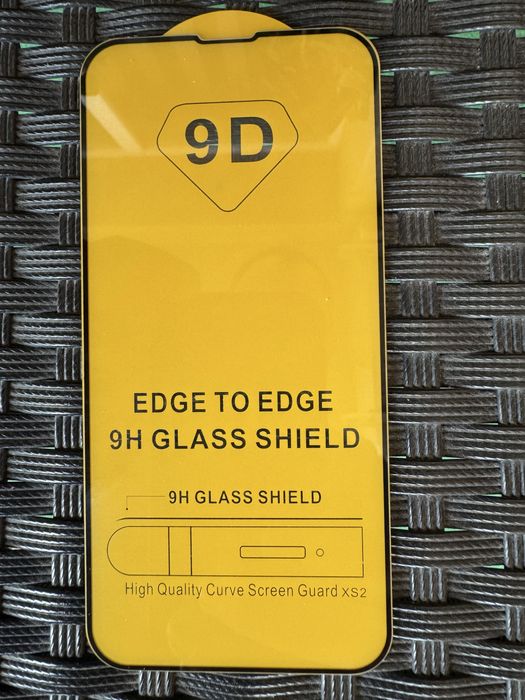 9D
EDGE TO EDGE
9H GLASS SHIELD
9H GLASS SHIELD
High Quality Curve Screen Guard XS2